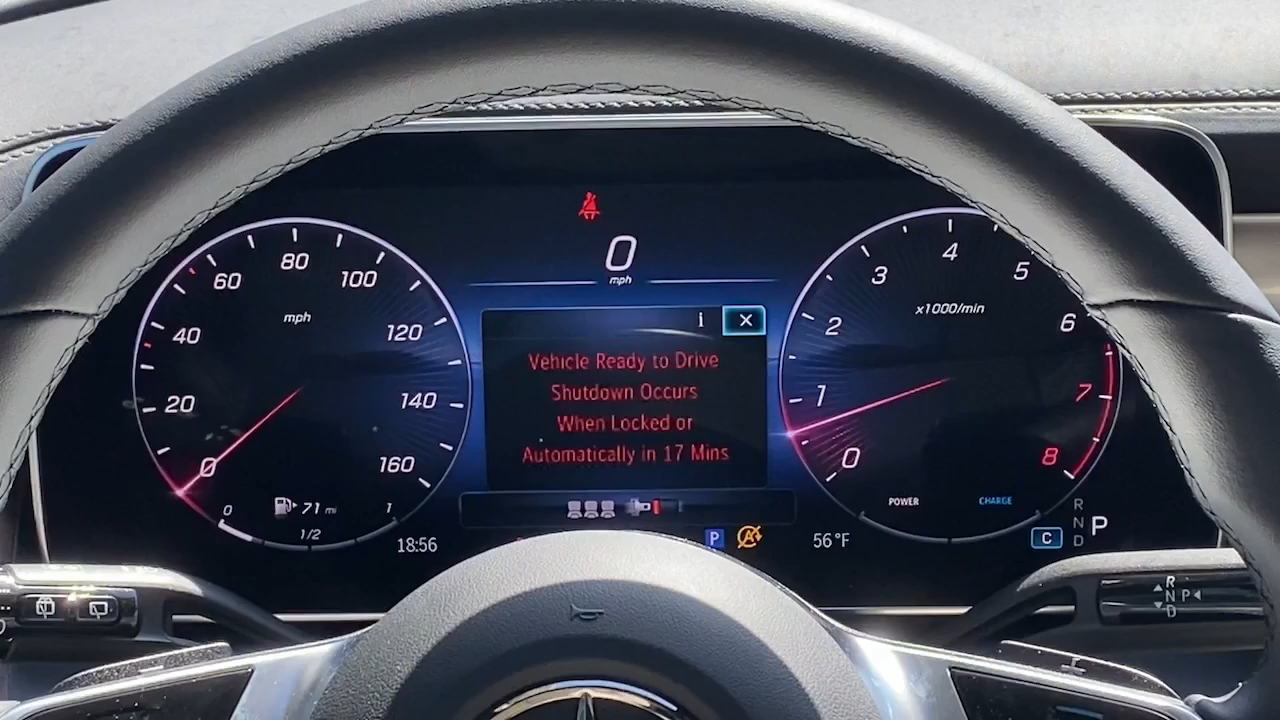 0
mph
i ×
Vehicle Ready to Drive
Shutdown Occurs
When Locked or
Automatically in 17 Mins
0 20 40 60 80 100 120 140 160
mph
71 mi
0 1/2 1
18:56
0 1 2 3 4 5 6 7 8
x1000/min
POWER CHARGE
P
56°F
C
R
N P
D
R
N P
D